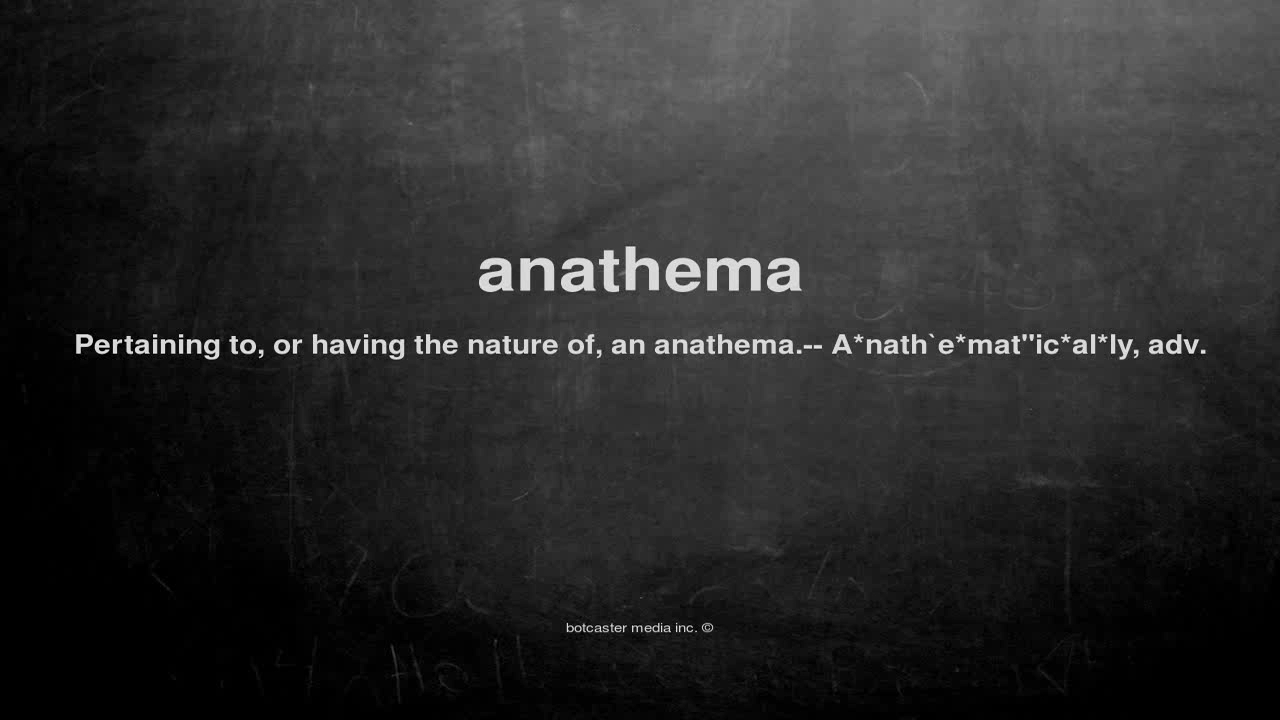 anathema
Pertaining to, or having the nature of, an anathema.-- A*nath`e*mat"ic*al*ly, adv.
botcaster media inc. ©